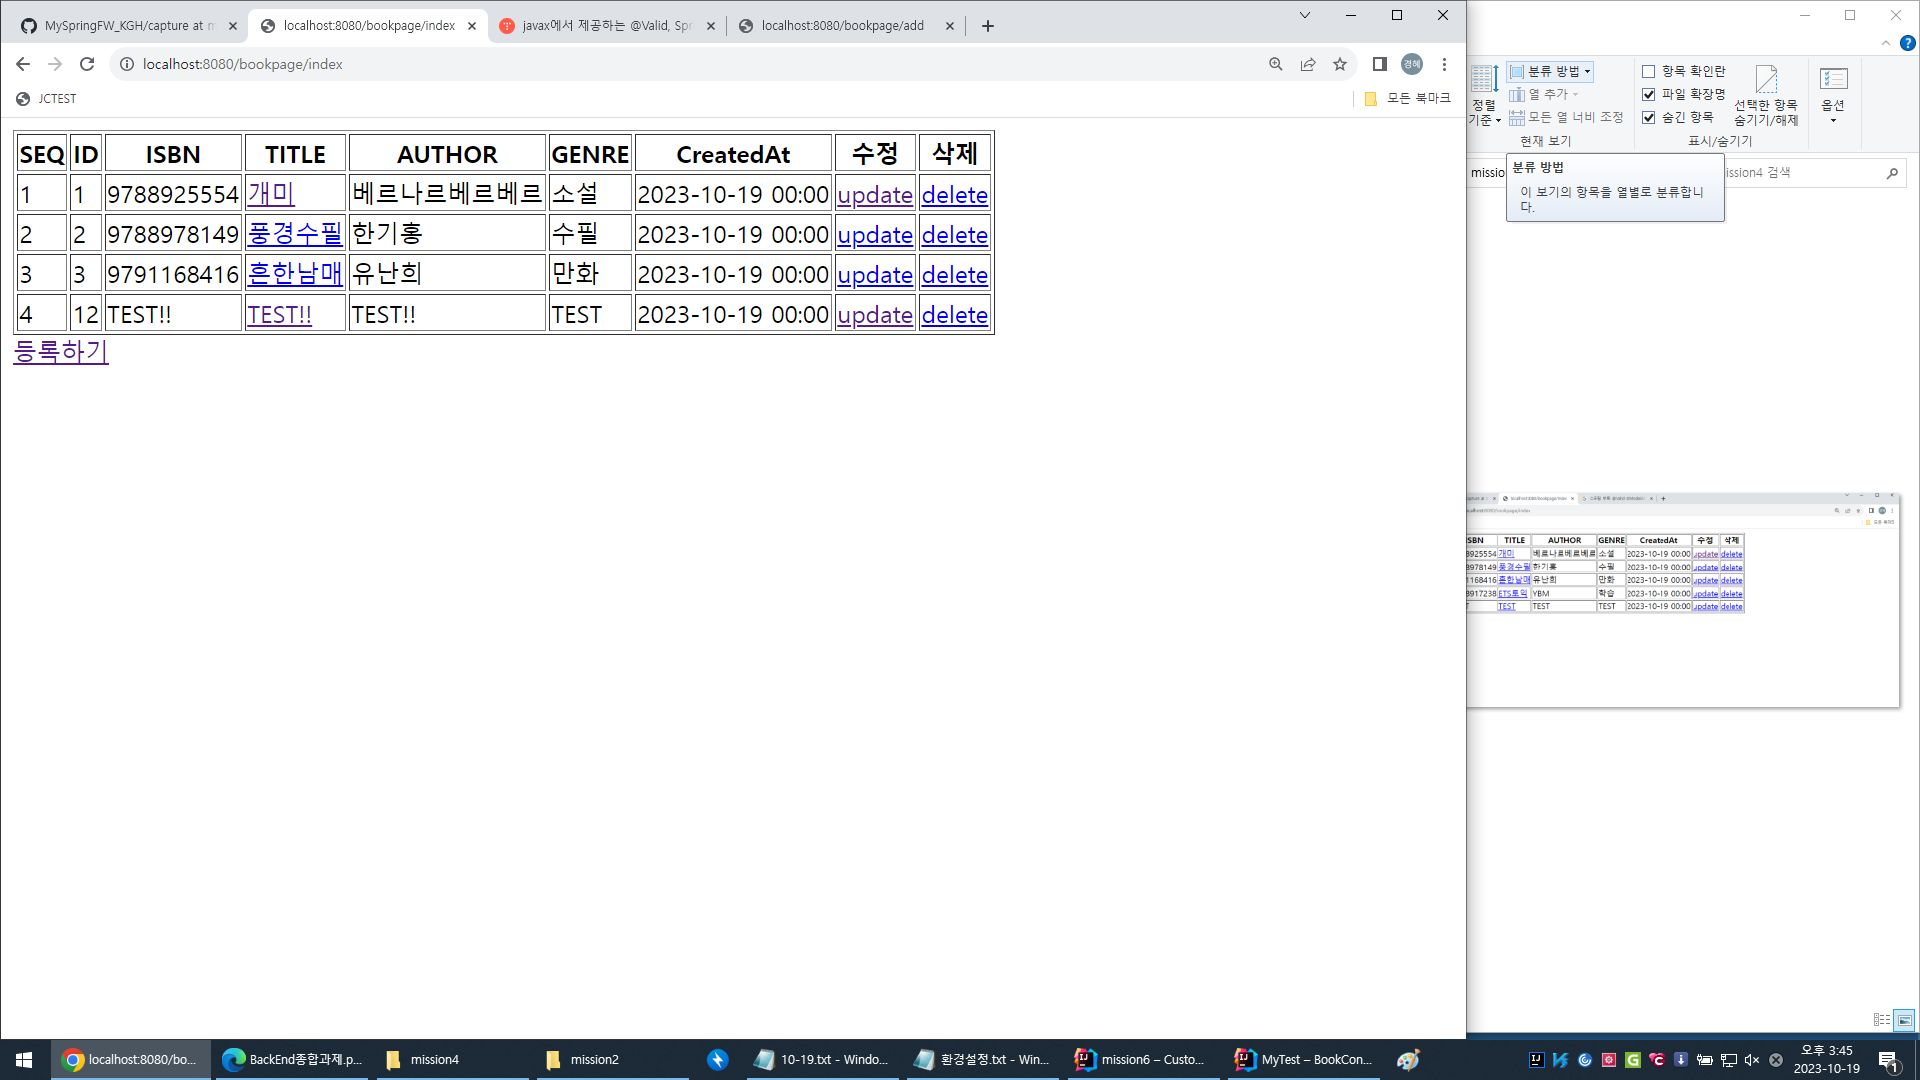 MySpringFW_KGH/capture at m
localhost:8080/bookpage/index
javax에서 제공하는 @Valid, Spr
localhost:8080/bookpage/add
localhost:8080/bookpage/index
경혜
JCTEST
모든 북마크
SEQ ID ISBN TITLE AUTHOR GENRE CreatedAt 수정 삭제
1 1 9788925554 개미 베르나르베르베르 소설 2023-10-19 00:00 update delete
2 2 9788978149 풍경수필 한기홍 수필 2023-10-19 00:00 update delete
3 3 9791168416 흔한남매 유난희 만화 2023-10-19 00:00 update delete
4 12 TEST!! TEST!! TEST!! TEST 2023-10-19 00:00 update delete
등록하기
정렬 기준
분류 방법
열 추가
모든 열 너비 조정
현재 보기
항목 확인란
파일 확장명
숨긴 항목
선택한 항목
숨기기/해제
표시/숨기기
옵션
missio
ission4 검색
분류 방법
이 보기의 항목을 열별로 분류합니
다.
localhost:8080/bookpage/index
SBN TITLE AUTHOR GENRE CreatedAt 수정 삭제
8925554 개미 베르나르베르베르 소설 2023-10-19 00:00 update delete
8978149 풍경수필 한기홍 수필 2023-10-19 00:00 update delete
1168416 흔한남매 유난희 만화 2023-10-19 00:00 update delete
8917238 ETS토익 YBM 학습 2023-10-19 00:00 update delete
T TEST TEST TEST 2023-10-19 00:00 update delete
localhost:8080/bo...
BackEnd종합과제.p...
mission4
mission2
10-19.txt - Windo...
환경설정.txt - Win...
mission6 – Custo...
MyTest – BookCon...
오후 3:45
2023-10-19
1